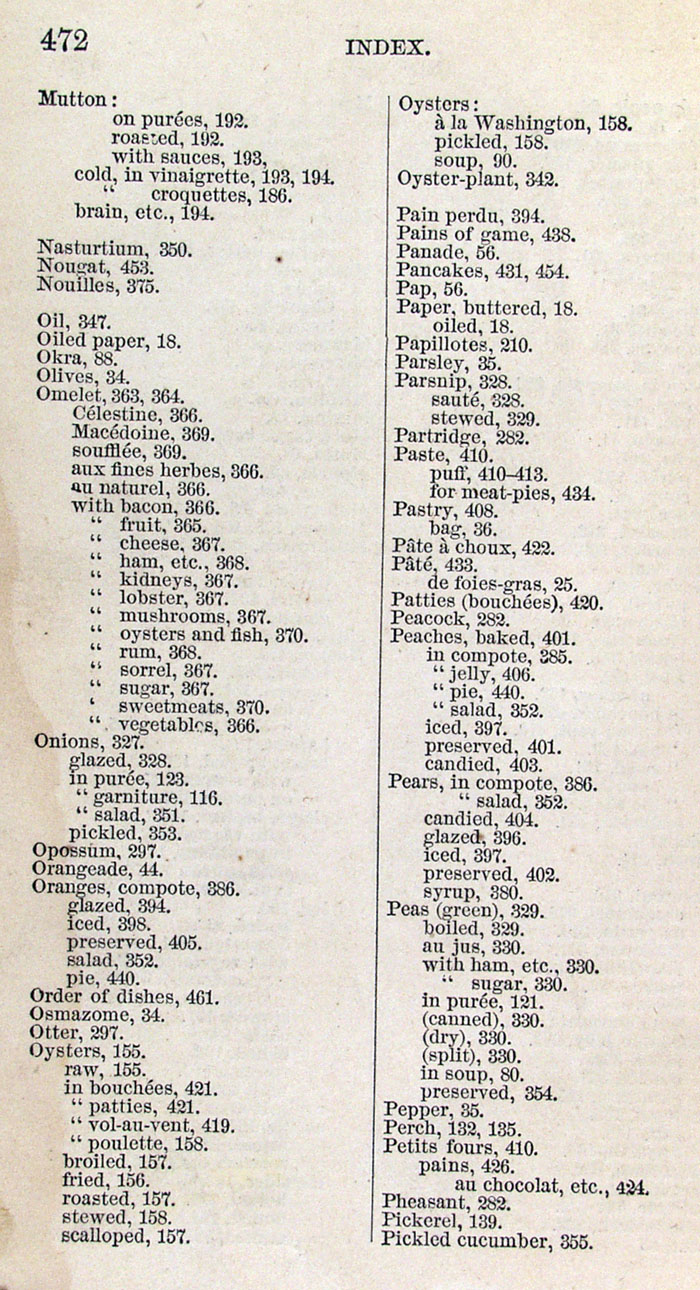 472
INDEX.
Mutton:
on purées, 192.
roasted, 192.
with sauces, 193,
cold, in vinaigrette, 193, 194.
“ croquettes, 186.
brain, etc., 194.
Nasturtium, 350.
Nougat, 453.
Nouilles, 375.
Oil, 347.
Oiled paper, 18.
Okra, 88.
Olives, 34.
Omelet, 363, 364.
Célestine, 366.
Macédoine, 369.
soufflée, 369.
aux fines herbes, 366.
au naturel, 366.
with bacon, 366.
“ fruit, 365.
“ cheese, 367.
“ ham, etc., 368.
“ kidneys, 367.
“ lobster, 367.
“ mushrooms, 367.
“ oysters and fish, 370.
“ rum, 368.
“ sorrel, 367.
“ sugar, 367.
‘ sweetmeats, 370.
“ vegetables, 366.
Onions, 327.
glazed, 328.
in purée, 123.
“ garniture, 116.
“ salad, 351.
pickled, 353.
Opossum, 297.
Orangeade, 44.
Oranges, compote, 386.
glazed, 394.
iced, 398.
preserved, 405.
salad, 352.
pie, 440.
Order of dishes, 461.
Osmazome, 34.
Otter, 297.
Oysters, 155.
raw, 155.
in bouchées, 421.
“ patties, 421.
“ vol-au-vent, 419.
“ poulette, 158.
broiled, 157.
fried, 156.
roasted, 157.
stewed, 158.
scalloped, 157.
Oysters:
à la Washington, 158.
pickled, 158.
soup, 90.
Oyster-plant, 342.
Pain perdu, 394.
Pains of game, 438.
Panade, 56.
Pancakes, 431, 454.
Pap, 56.
Paper, buttered, 18.
oiled, 18.
Papillotes, 210.
Parsley, 35.
Parsnip, 328.
sauté, 328.
stewed, 329.
Partridge, 282.
Paste, 410.
puff, 410–413.
for meat-pies, 434.
Pastry, 408.
bag, 36.
Pâte à choux, 422.
Pâté, 433.
de foies-gras, 25.
Patties (bouchées), 420.
Peacock, 282.
Peaches, baked, 401.
in compote, 385.
“ jelly, 406.
“ pie, 440.
“ salad, 352.
iced, 397.
preserved, 401.
candied, 403.
Pears, in compote, 386.
“ salad, 352.
candied, 404.
glazed, 396.
iced, 397.
preserved, 402.
syrup, 380.
Peas (green), 329.
boiled, 329.
au jus, 330.
with ham, etc., 330.
“ sugar, 330.
in purée, 121.
(canned), 330.
(dry), 330.
(split), 330.
in soup, 80.
preserved, 354.
Pepper, 35.
Perch, 132, 135.
Petits fours, 410.
pains, 426.
au chocolat, etc., 424.
Pheasant, 282.
Pickerel, 139.
Pickled cucumber, 355.